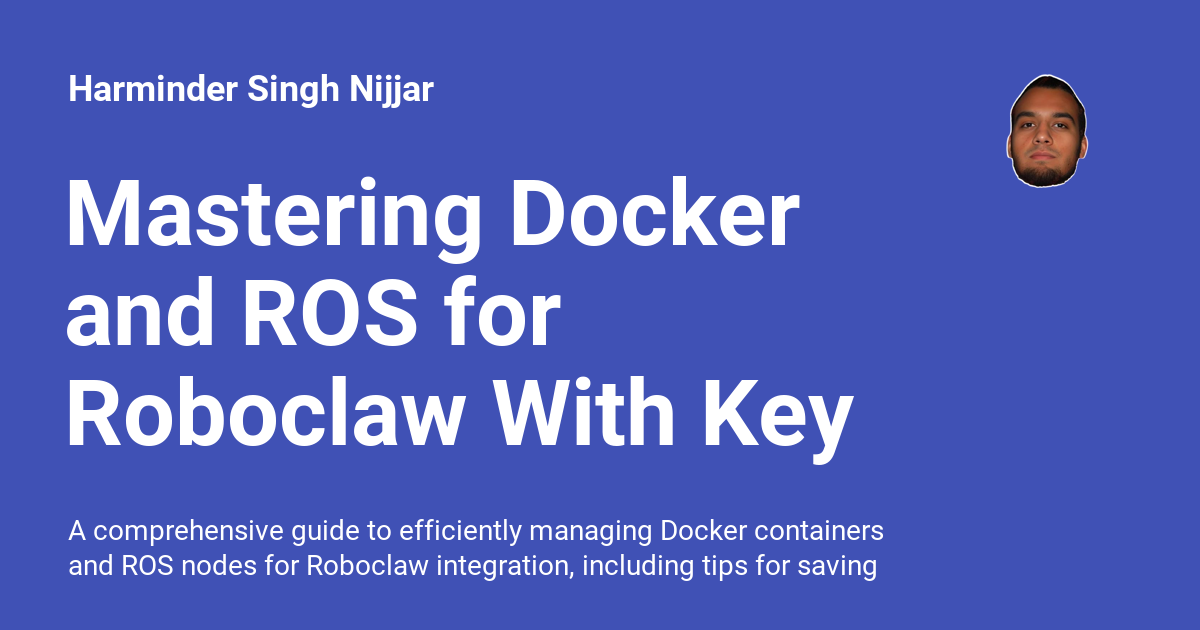 Harminder Singh Nijjar
Mastering Docker
and ROS for
Roboclaw With Key
A comprehensive guide to efficiently managing Docker containers
and ROS nodes for Roboclaw integration, including tips for saving